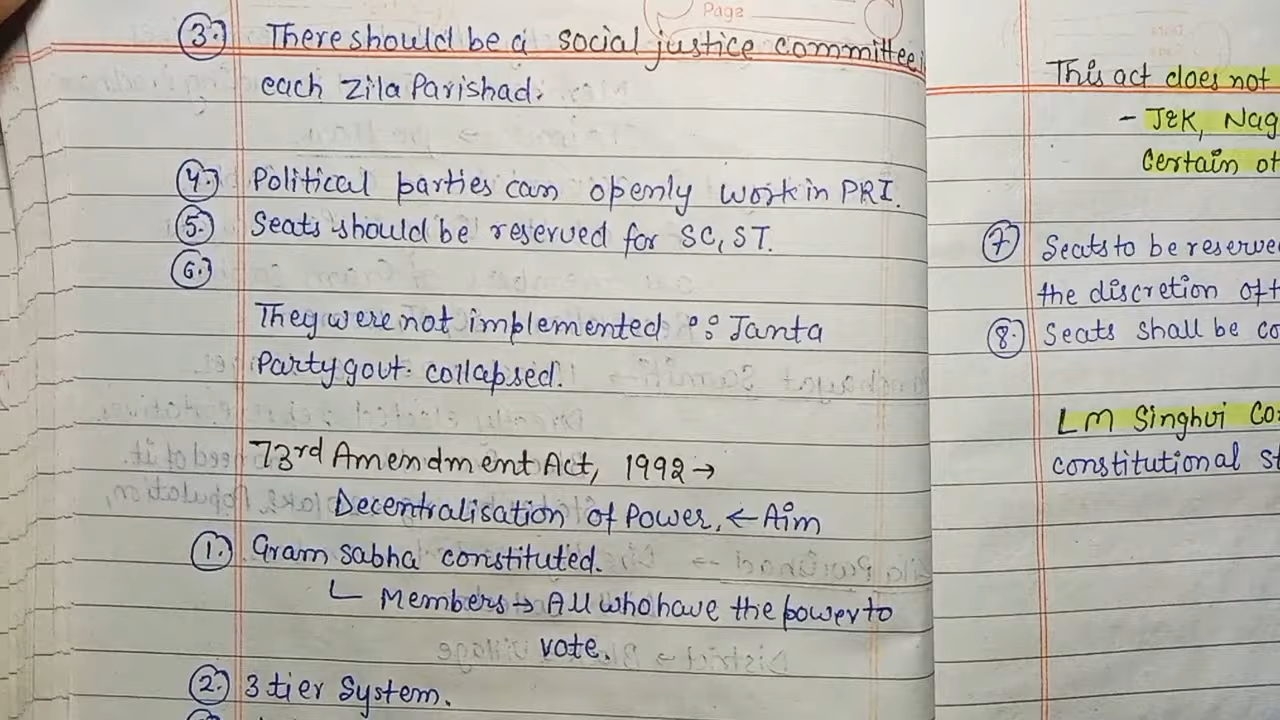 Page
3. There should be a social justice committee
each Zila Parishad.
4. Political parties can openly work in PRI.
5. Seats should be reserved for SC, ST.
6.
They were not implemented ∵ Janta
Party govt. collapsed.
73rd Amendment Act, 1992 →
Decentralisation of Power. ← Aim
1. Gram sabha constituted.
Members → All who have the power to
vote.
2. 3 tier System.
This act does not
- J&K, Nag
Certain ot
7 Seats to be reserve
the discretion of t
8. Seats shall be co
LM Singhvi Co
constitutional st